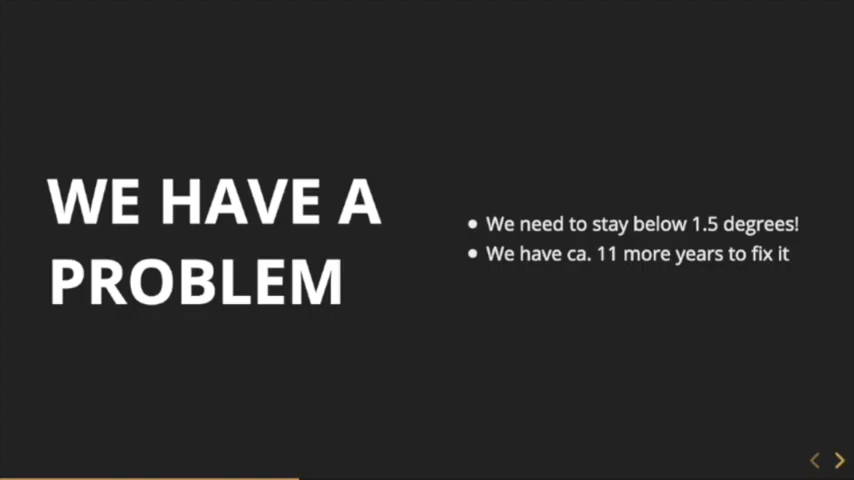 WE HAVE A
PROBLEM
We need to stay below 1.5 degrees!
We have ca. 11 more years to fix it